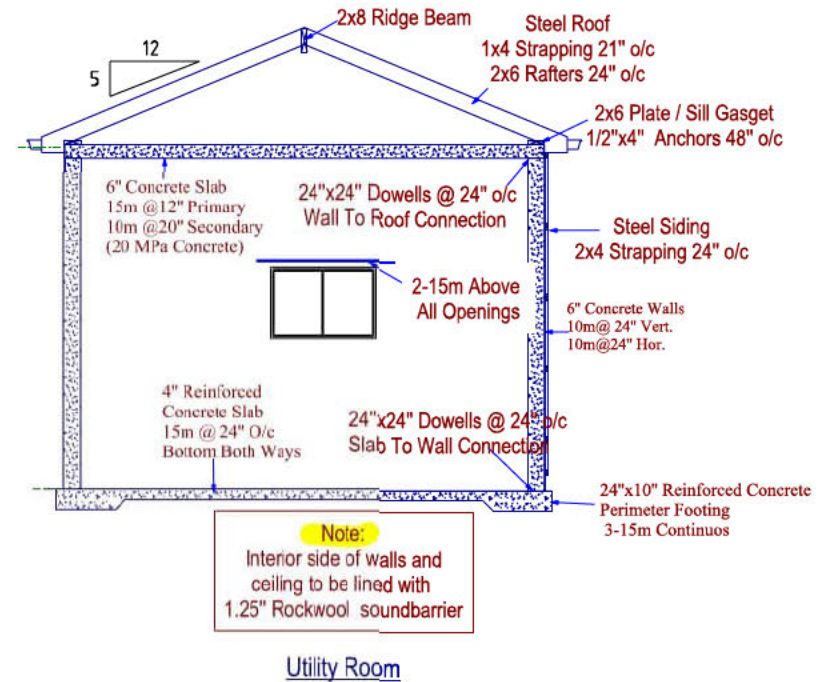 2x8 Ridge Beam
Steel Roof
1x4 Strapping 21" o/c
2x6 Rafters 24" o/c
12
5
2x6 Plate / Sill Gasget
1/2"x4" Anchors 48" o/c
6" Concrete Slab
15m @12" Primary
10m @20" Secondary
(20 MPa Concrete)
24"x24" Dowells @ 24" o/c
Wall To Roof Connection
Steel Siding
2x4 Strapping 24" o/c
2-15m Above
All Openings
6" Concrete Walls
10m@ 24" Vert.
10m@24" Hor.
4" Reinforced
Concrete Slab
15m @ 24" O/c
Bottom Both Ways
24"x24" Dowells @ 24" o/c
Slab To Wall Connection
24"x10" Reinforced Concrete
Perimeter Footing
3-15m Continuos
Note:
Interior side of walls and
ceiling to be lined with
1.25" Rockwool soundbarrier
Utility Room